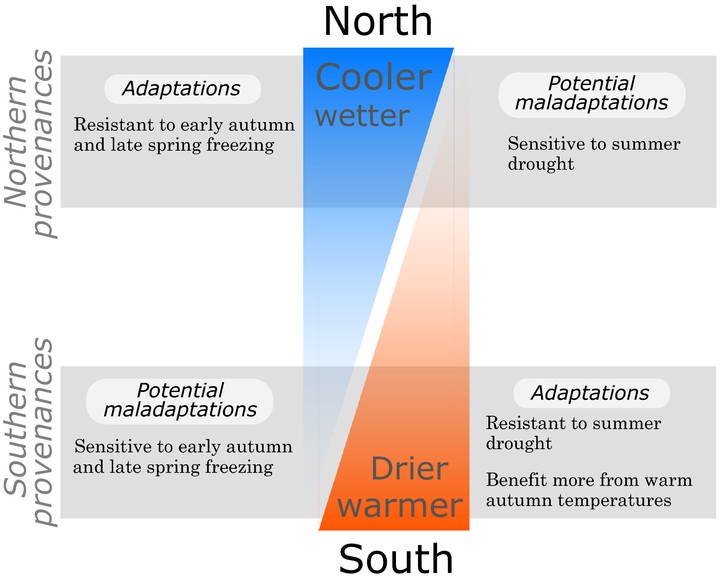 North
Northern
provenances
Adaptations
Resistant to early autumn
and late spring freezing
Cooler
wetter
Potential
maladaptations
Sensitive to summer
drought
Southern
provenances
Potential
maladaptations
Sensitive to early autumn
and late spring freezing
Drier
warmer
Adaptations
Resistant to summer
drought
Benefit more from warm
autumn temperatures
South